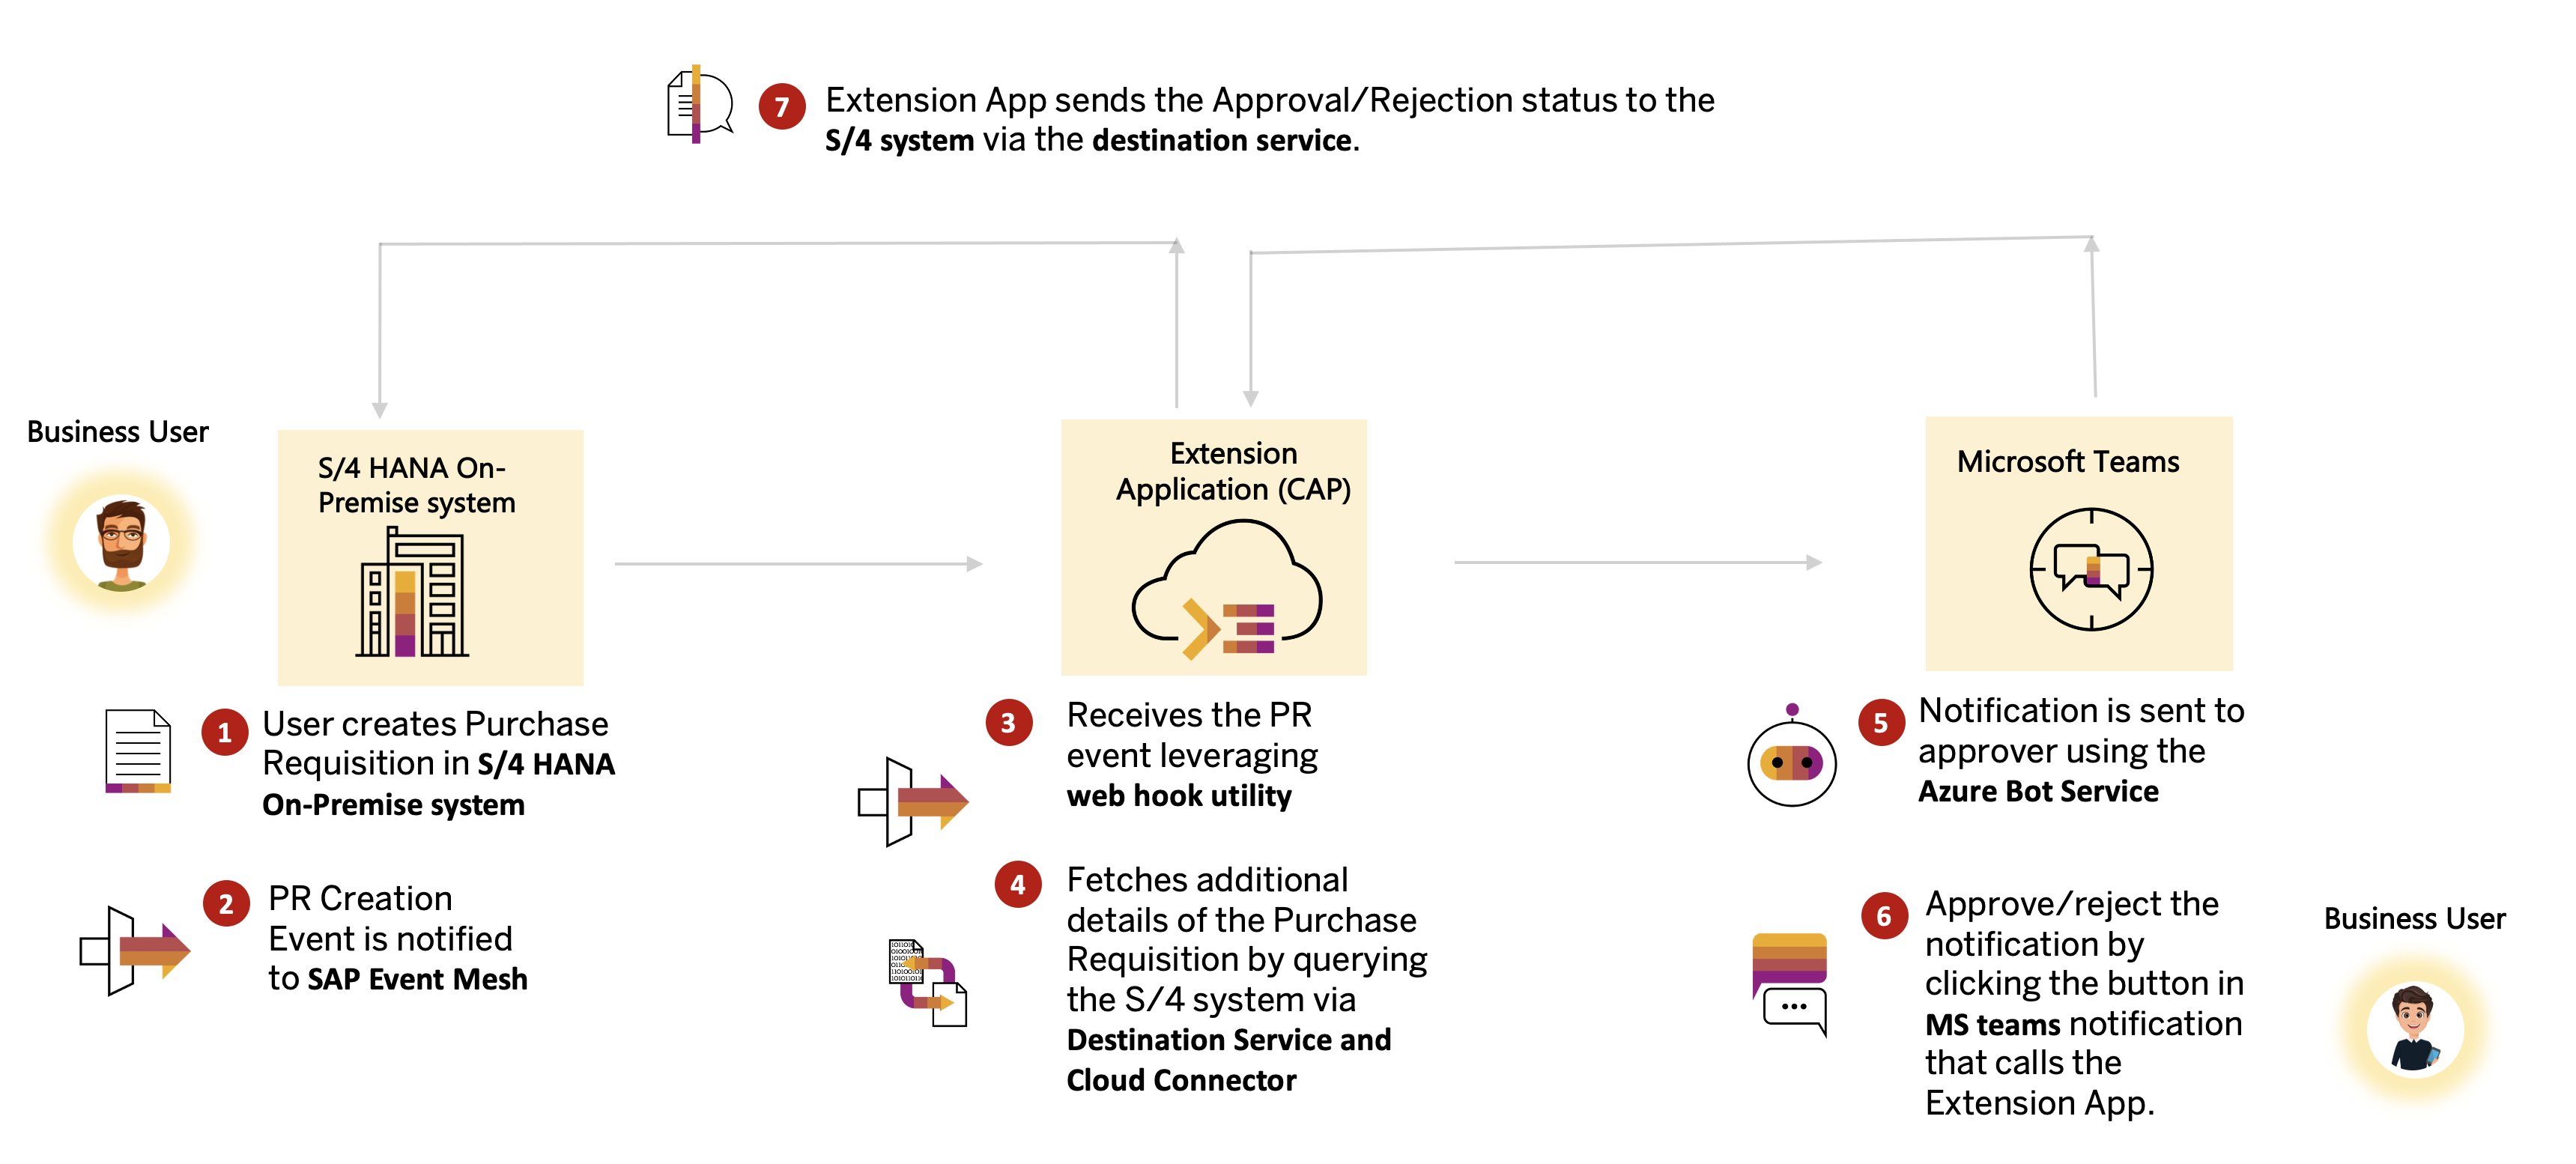 7
Extension App sends the Approval/Rejection status to the
S/4 system via the destination service.
Business User
S/4 HANA On-
Premise system
Extension
Application (CAP)
Microsoft Teams
1
User creates Purchase
Requisition in S/4 HANA
On-Premise system
2
PR Creation
Event is notified
to SAP Event Mesh
3
Receives the PR
event leveraging
web hook utility
4
Fetches additional
details of the Purchase
Requisition by querying
the S/4 system via
Destination Service and
Cloud Connector
5
Notification is sent to
approver using the
Azure Bot Service
6
Approve/reject the
notification by
clicking the button in
MS teams notification
that calls the
Extension App.
Business User